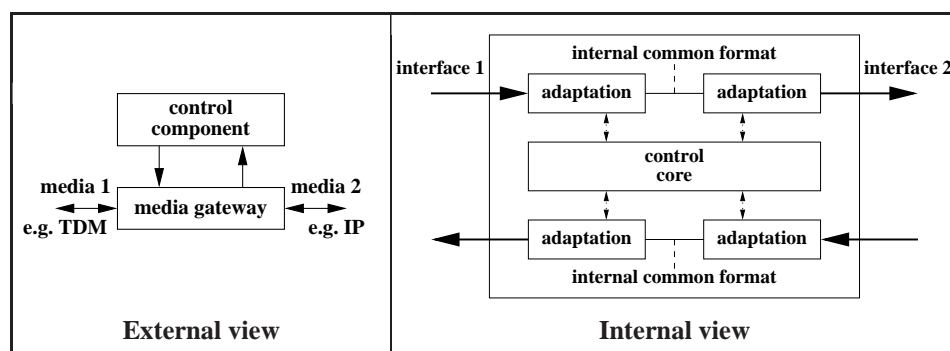 control
component
media 1
e.g. TDM
media gateway
media 2
e.g. IP
External view
internal common format
interface 1
adaptation
adaptation
interface 2
control
core
adaptation
adaptation
internal common format
Internal view